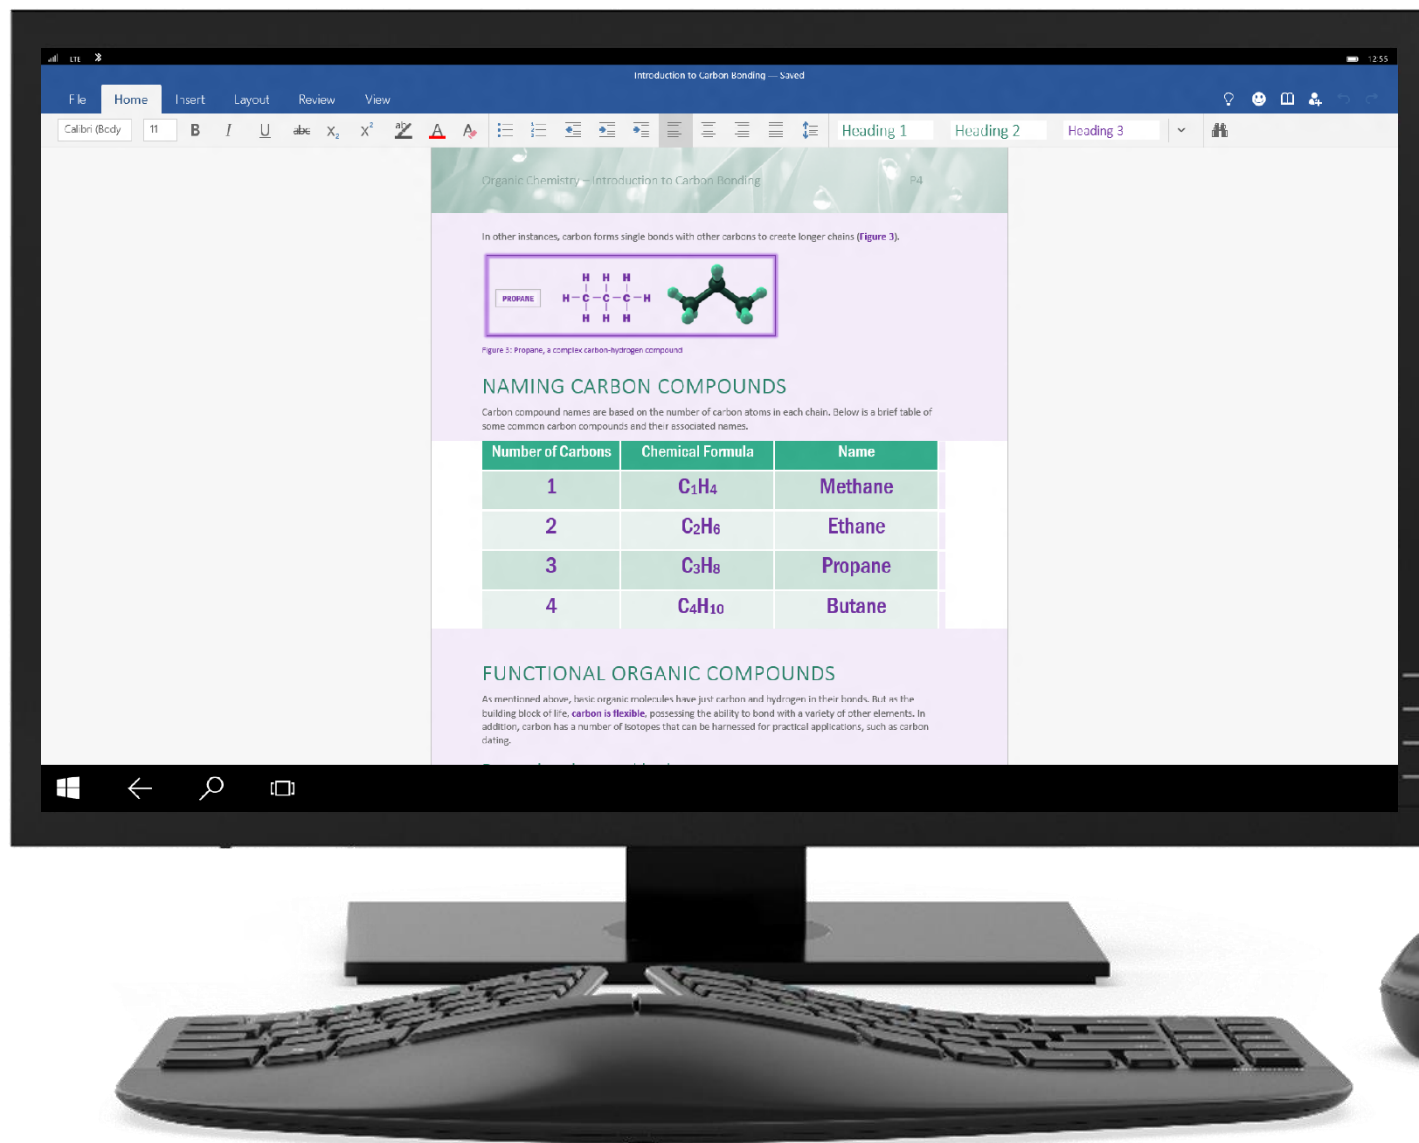 LTE 12:55
Introduction to Carbon Bonding — Saved
File Home Insert Layout Review View
Calibri (Body 11 B I U abc X₂ X² ab A A Heading 1 Heading 2 Heading 3
Organic Chemistry – Introduction to Carbon Bonding P4
In other instances, carbon forms single bonds with other carbons to create longer chains (Figure 3).
H H H
PROPANE H–C–C–C–H
H H H
Figure 3: Propane, a complex carbon-hydrogen compound
NAMING CARBON COMPOUNDS
Carbon compound names are based on the number of carbon atoms in each chain. Below is a brief table of
some common carbon compounds and their associated names.
Number of Carbons Chemical Formula Name
1 C₁H₄ Methane
2 C₂H₆ Ethane
3 C₃H₈ Propane
4 C₄H₁₀ Butane
FUNCTIONAL ORGANIC COMPOUNDS
As mentioned above, basic organic molecules have just carbon and hydrogen in their bonds. But as the
building block of life, carbon is flexible, possessing the ability to bond with a variety of other elements. In
addition, carbon has a number of isotopes that can be harnessed for practical applications, such as carbon
dating.